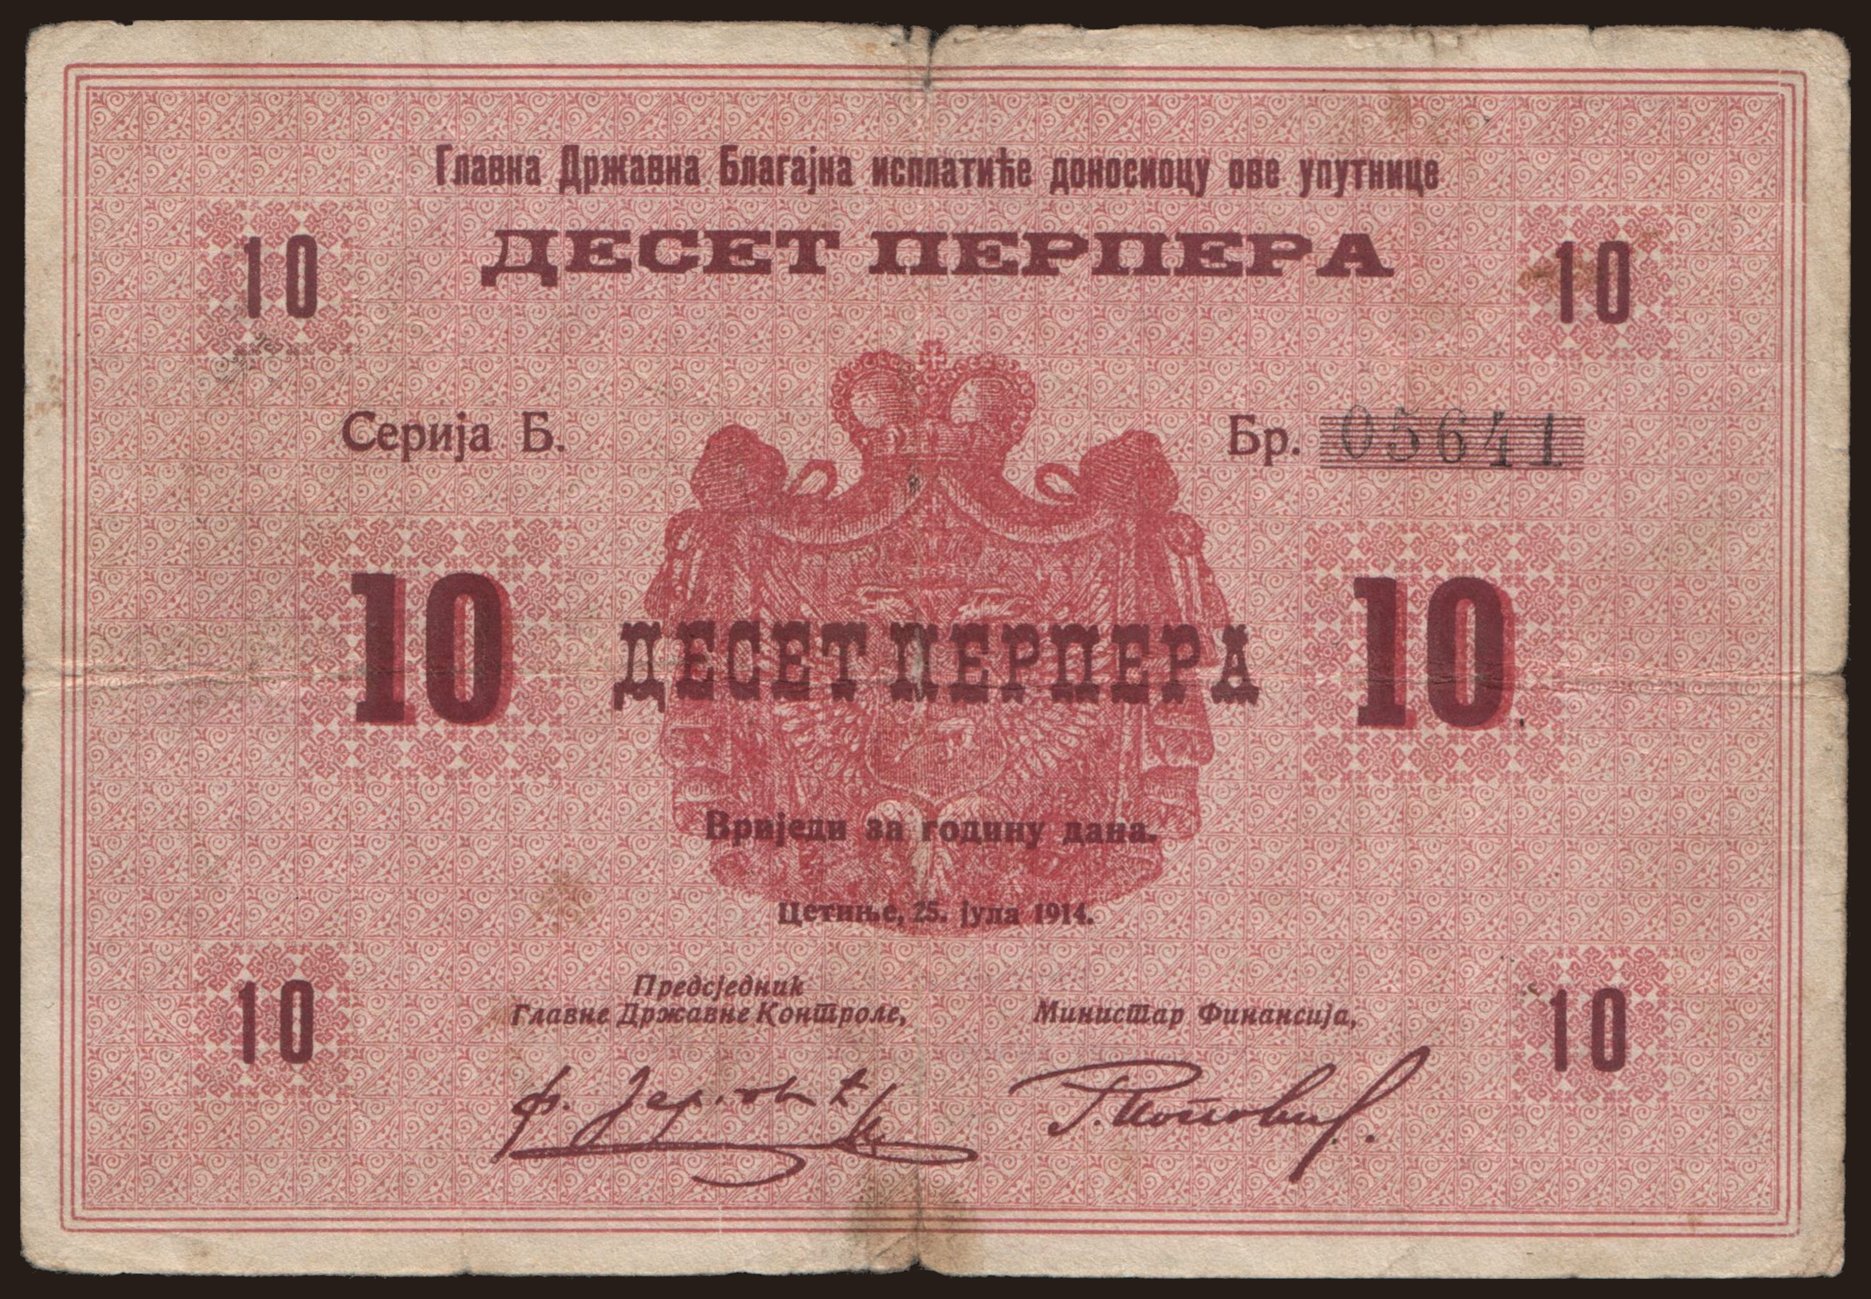 Главна Државна Благајна исплатиће доносиоцу ове упутнице
10 ДЕСЕТ ПЕРПЕРА 10
Серија Б. Бр. 05641
10 ДЕСЕТ ПЕРПЕРА 10
Вриједи за годину дана.
Цетиње, 25. јула 1914.
Предсједник
Главне Државне Контроле, Министар Финансија,
10 10